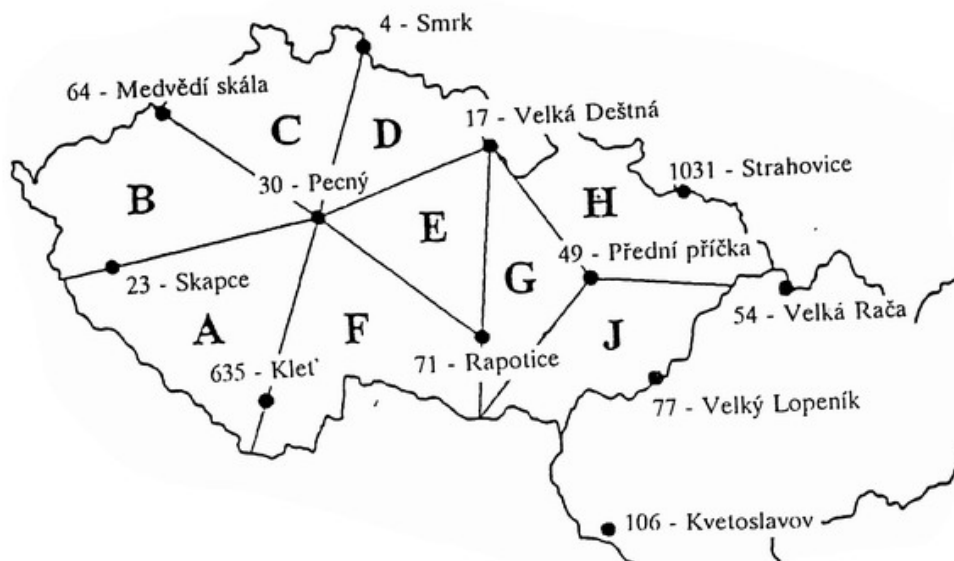 4 - Smrk
64 - Medvědí skála
17 - Velká Deštná
C
D
1031 - Strahovice
30 - Pecný
B
H
E
49 - Přední příčka
23 - Skapce
G
54 - Velká Rača
A
F
J
635 - Kleť
71 - Rapotice
77 - Velký Lopeník
106 - Kvetoslavov